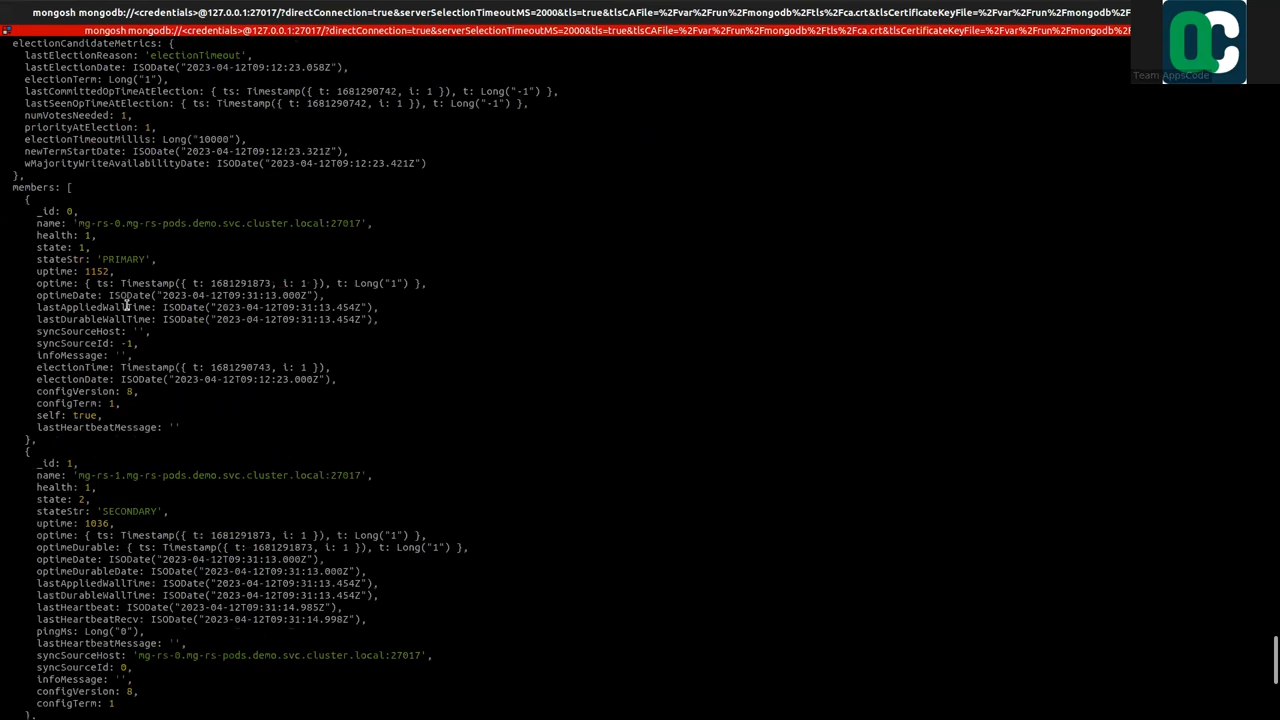 mongosh mongodb://<credentials>@127.0.0.1:27017/?directConnection=true&serverSelectionTimeoutMS=2000&tls=true&tlsCAFile=%2Fvar%2Frun%2Fmongodb%2Ftls%2Fca.crt&tlsCertificateKeyFile=%2Fvar%2Frun%2Fmongodb%2F
mongosh mongodb://<credentials>@127.0.0.1:27017/?directConnection=true&serverSelectionTimeoutMS=2000&tls=true&tlsCAFile=%2Fvar%2Frun%2Fmongodb%2Ftls%2Fca.crt&tlsCertificateKeyFile=%2Fvar%2Frun%2F
QC
Team AppsCode
electionCandidateMetrics: {
lastElectionReason: 'electionTimeout',
lastElectionDate: ISODate("2023-04-12T09:12:23.058Z"),
electionTerm: Long("1"),
lastCommittedOpTimeAtElection: { ts: Timestamp({ t: 1681290742, i: 1 }), t: Long("-1") },
lastSeenOpTimeAtElection: { ts: Timestamp({ t: 1681290742, i: 1 }), t: Long("-1") },
numVotesNeeded: 1,
priorityAtElection: 1,
electionTimeoutMillis: Long("10000"),
newTermStartDate: ISODate("2023-04-12T09:12:23.321Z"),
wMajorityWriteAvailabilityDate: ISODate("2023-04-12T09:12:23.421Z")
},
members: [
{
_id: 0,
name: 'mg-rs-0.mg-rs-pods.demo.svc.cluster.local:27017',
health: 1,
state: 1,
stateStr: 'PRIMARY',
uptime: 1152,
optime: { ts: Timestamp({ t: 1681291873, i: 1 }), t: Long("1") },
optimeDate: ISODate("2023-04-12T09:31:13.000Z"),
lastAppliedWallTime: ISODate("2023-04-12T09:31:13.454Z"),
lastDurableWallTime: ISODate("2023-04-12T09:31:13.454Z"),
syncSourceHost: '',
syncSourceId: -1,
infoMessage: '',
electionTime: Timestamp({ t: 1681290743, i: 1 }),
electionDate: ISODate("2023-04-12T09:12:23.000Z"),
configVersion: 8,
configTerm: 1,
self: true,
lastHeartbeatMessage: ''
},
{
_id: 1,
name: 'mg-rs-1.mg-rs-pods.demo.svc.cluster.local:27017',
health: 1,
state: 2,
stateStr: 'SECONDARY',
uptime: 1036,
optime: { ts: Timestamp({ t: 1681291873, i: 1 }), t: Long("1") },
optimeDurable: { ts: Timestamp({ t: 1681291873, i: 1 }), t: Long("1") },
optimeDate: ISODate("2023-04-12T09:31:13.000Z"),
optimeDurableDate: ISODate("2023-04-12T09:31:13.000Z"),
lastAppliedWallTime: ISODate("2023-04-12T09:31:13.454Z"),
lastDurableWallTime: ISODate("2023-04-12T09:31:13.454Z"),
lastHeartbeat: ISODate("2023-04-12T09:31:14.985Z"),
lastHeartbeatRecv: ISODate("2023-04-12T09:31:14.998Z"),
pingMs: Long("0"),
lastHeartbeatMessage: '',
syncSourceHost: 'mg-rs-0.mg-rs-pods.demo.svc.cluster.local:27017',
syncSourceId: 0,
infoMessage: '',
configVersion: 8,
configTerm: 1
},